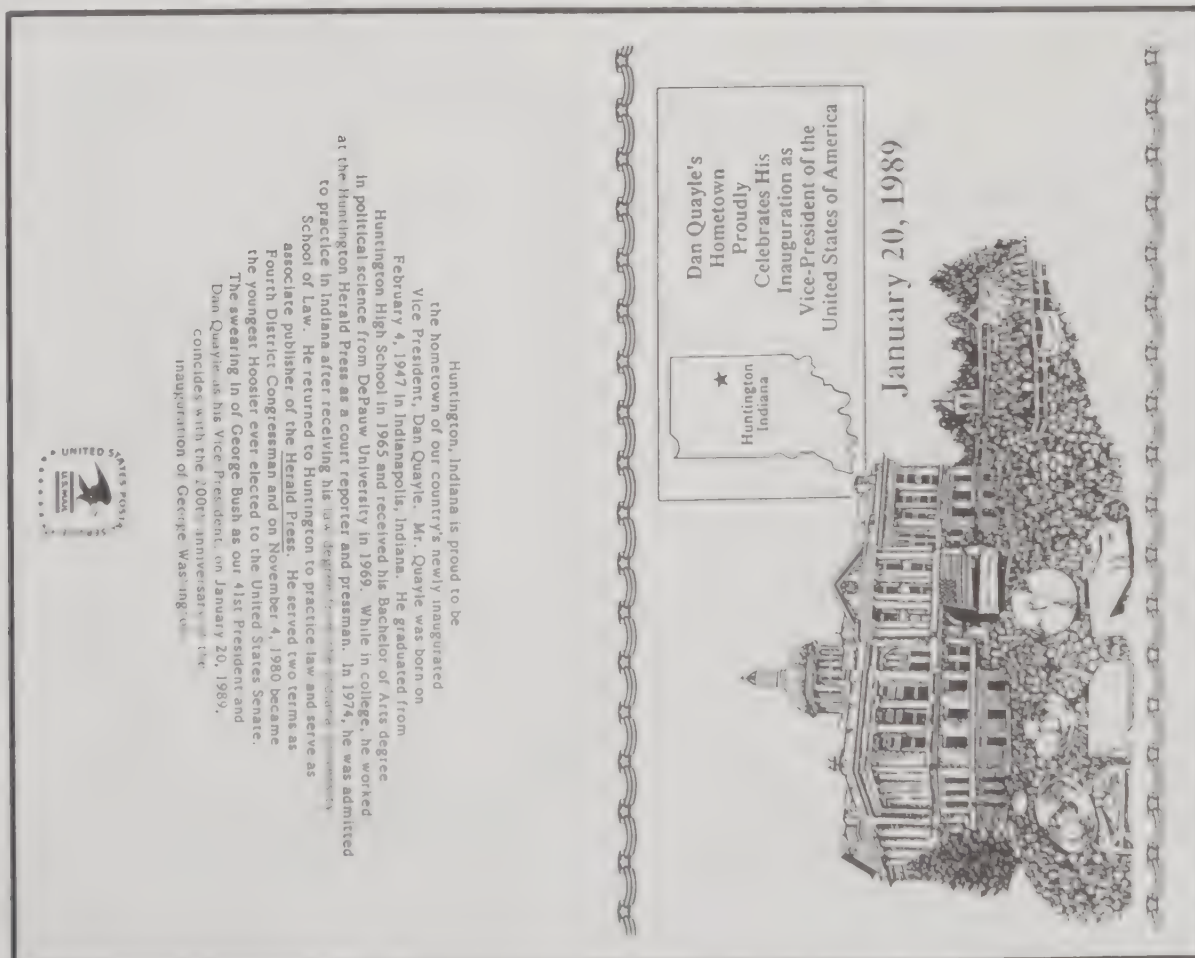 Dan Quayle's
Hometown
Proudly
Celebrates His
Inauguration as
Vice-President of the
United States of America
Huntington
Indiana
January 20, 1989
Huntington, Indiana is proud to be
the hometown of our country's newly inaugurated
Vice President, Dan Quayle. Mr. Quayle was born on
February 4, 1947 in Indianapolis, Indiana. He graduated from
Huntington High School in 1965 and received his Bachelor of Arts degree
in political science from DePauw University in 1969. While in college, he worked
at the Huntington Herald Press as a court reporter and pressman. In 1974, he was admitted
to practice in Indiana after receiving his law degree
School of Law. He returned to Huntington to practice law and serve as
associate publisher of the Herald Press. He served two terms as
Fourth District Congressman and on November 4, 1980 became
the youngest Hoosier ever elected to the United States Senate.
The swearing in of George Bush as our 41st President and
Dan Quayle as his Vice President, on January 20, 1989,
coincides with the 200th anniversary of the
inauguration of George Washington.
UNITED STATES POSTAL
U.S. MAIL